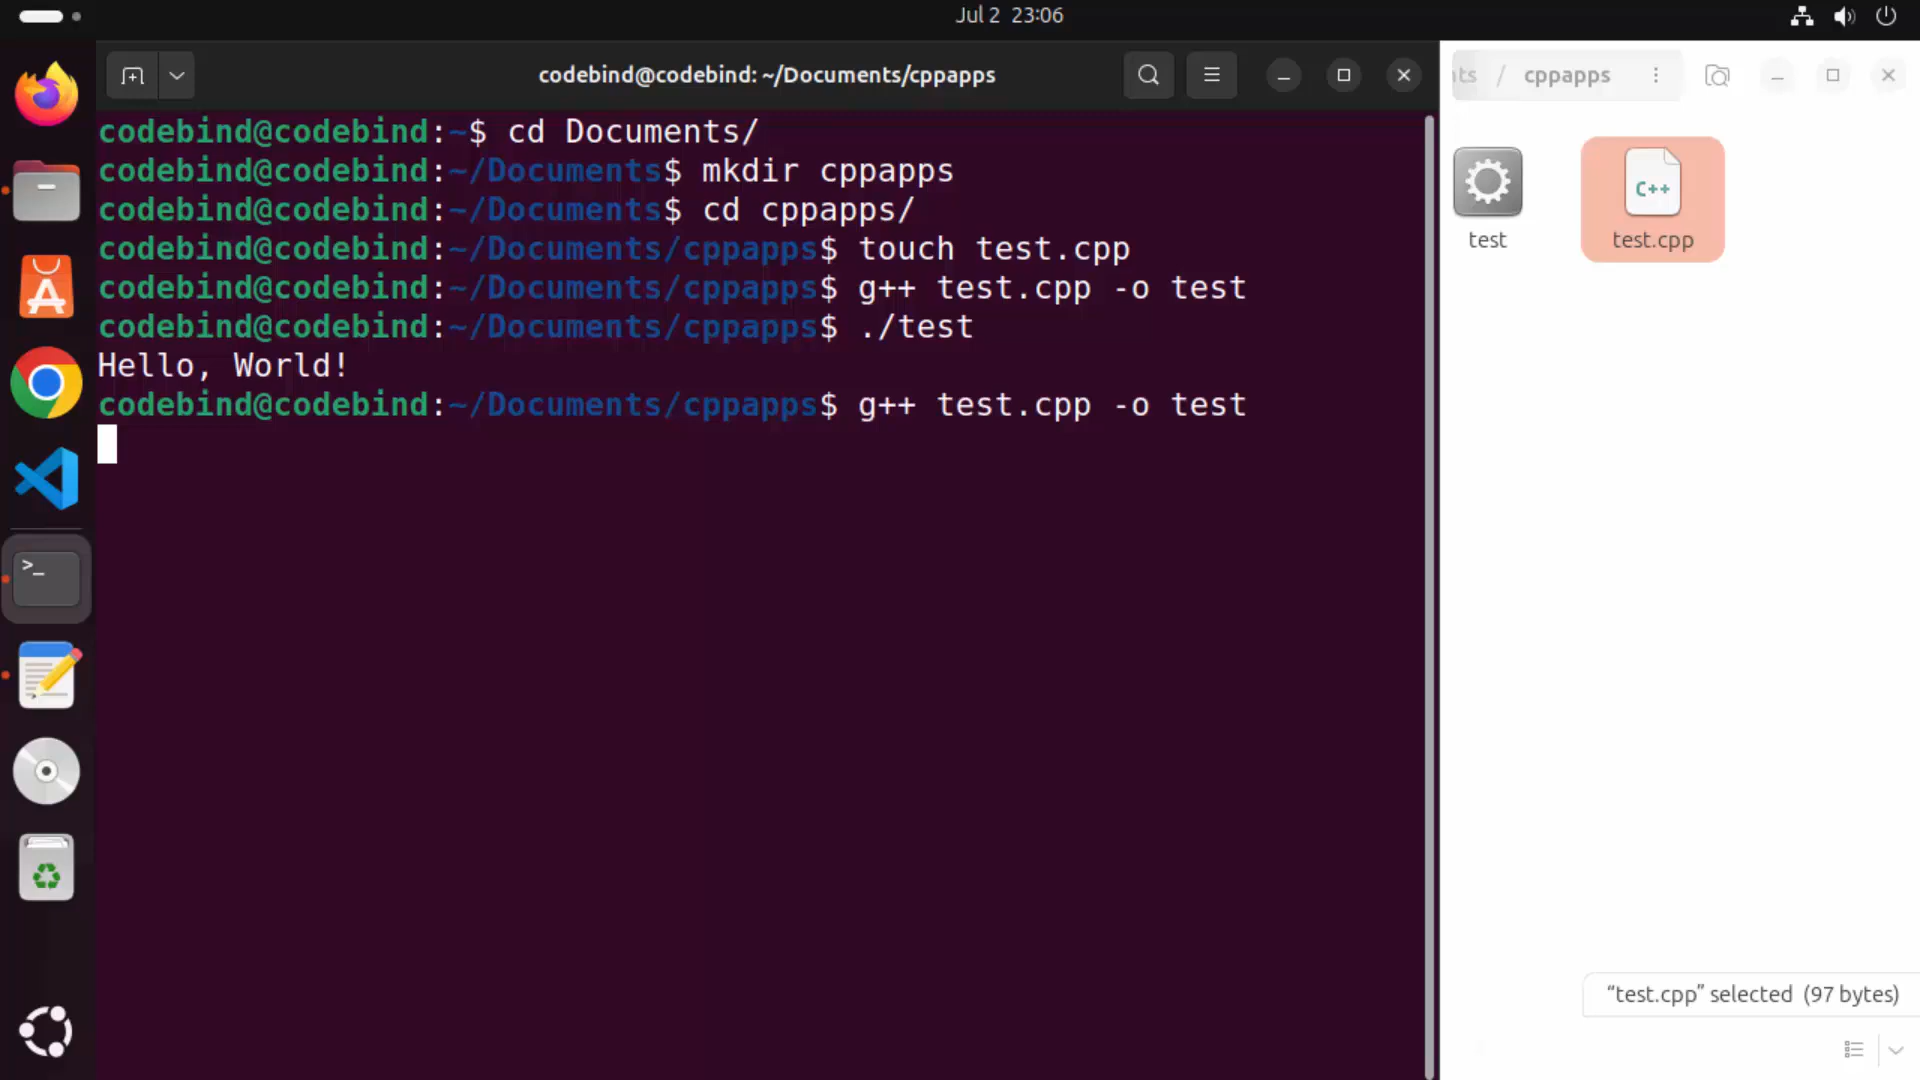 Jul 2 23:06
codebind@codebind: ~/Documents/cppapps
codebind@codebind:~$ cd Documents/
codebind@codebind:~/Documents$ mkdir cppapps
codebind@codebind:~/Documents$ cd cppapps/
codebind@codebind:~/Documents/cppapps$ touch test.cpp
codebind@codebind:~/Documents/cppapps$ g++ test.cpp -o test
codebind@codebind:~/Documents/cppapps$ ./test
Hello, World!
codebind@codebind:~/Documents/cppapps$ g++ test.cpp -o test
>_
nts / cppapps
C++
test
test.cpp
“test.cpp” selected (97 bytes)